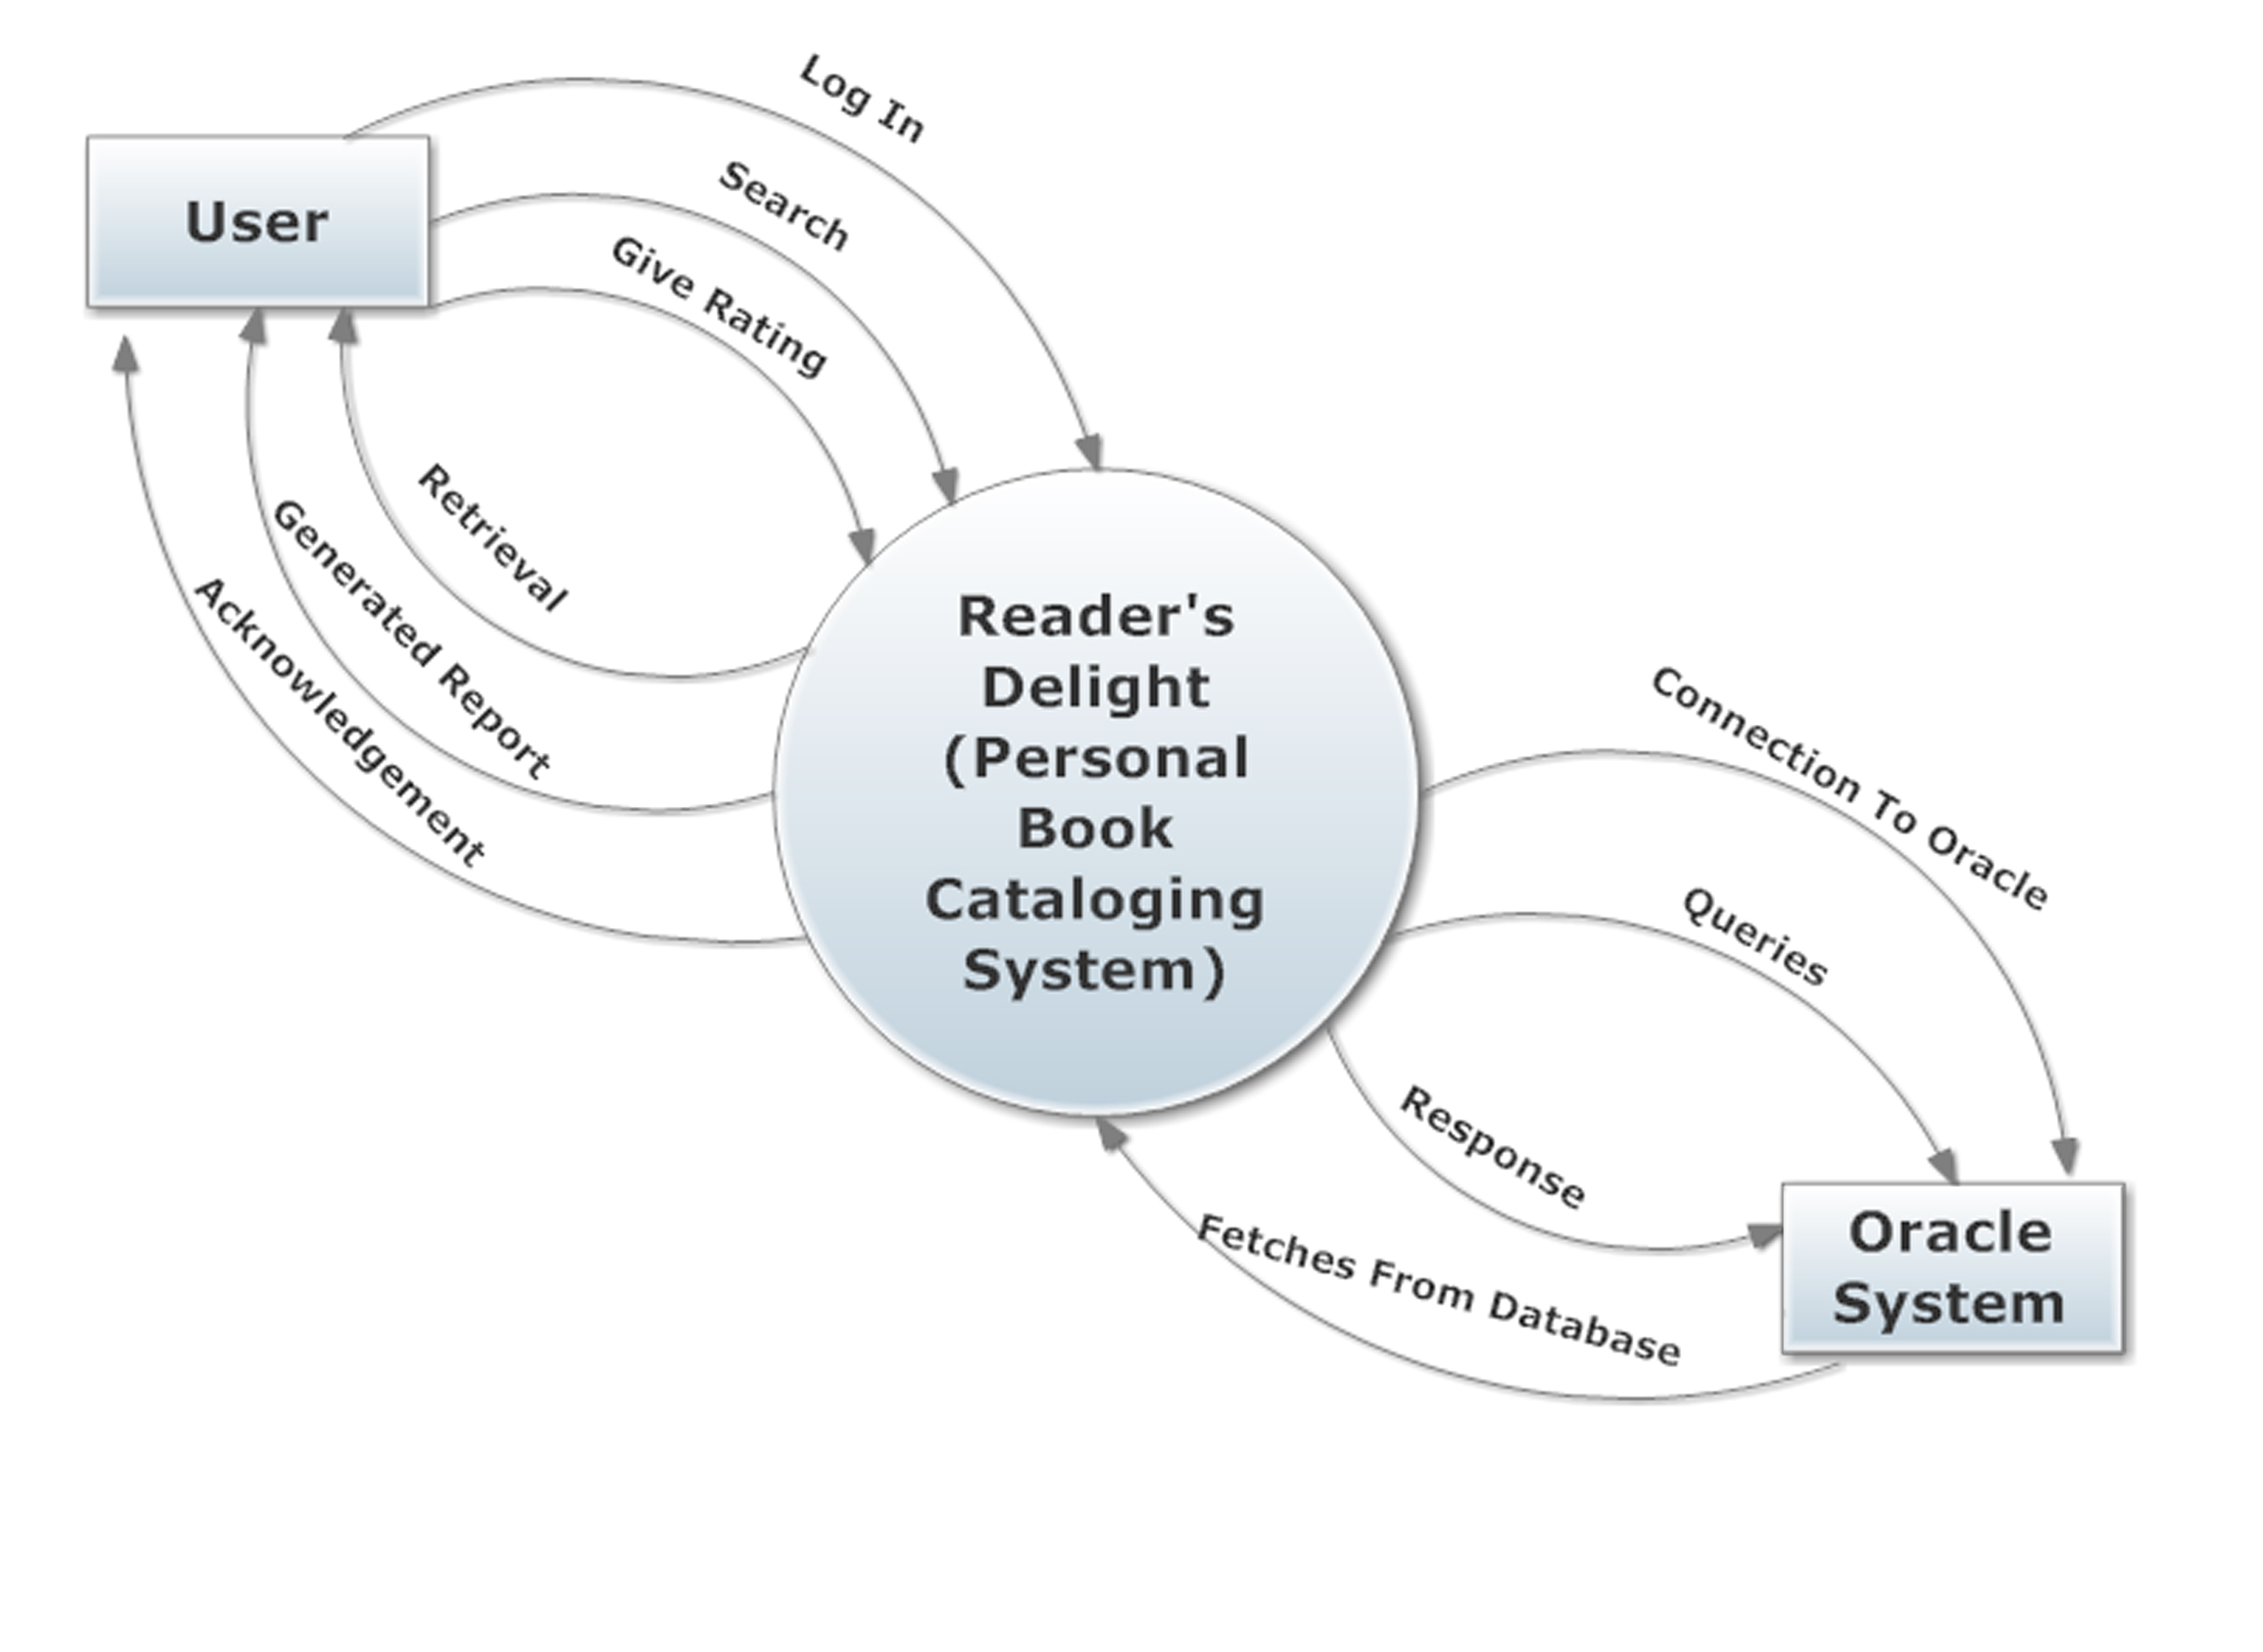 Log In
Search
Give Rating
User
Retrieval
Generated Report
Acknowledgement
Reader's
Delight
(Personal
Book
Cataloging
System)
Connection To Oracle
Queries
Response
Fetches From Database
Oracle
System